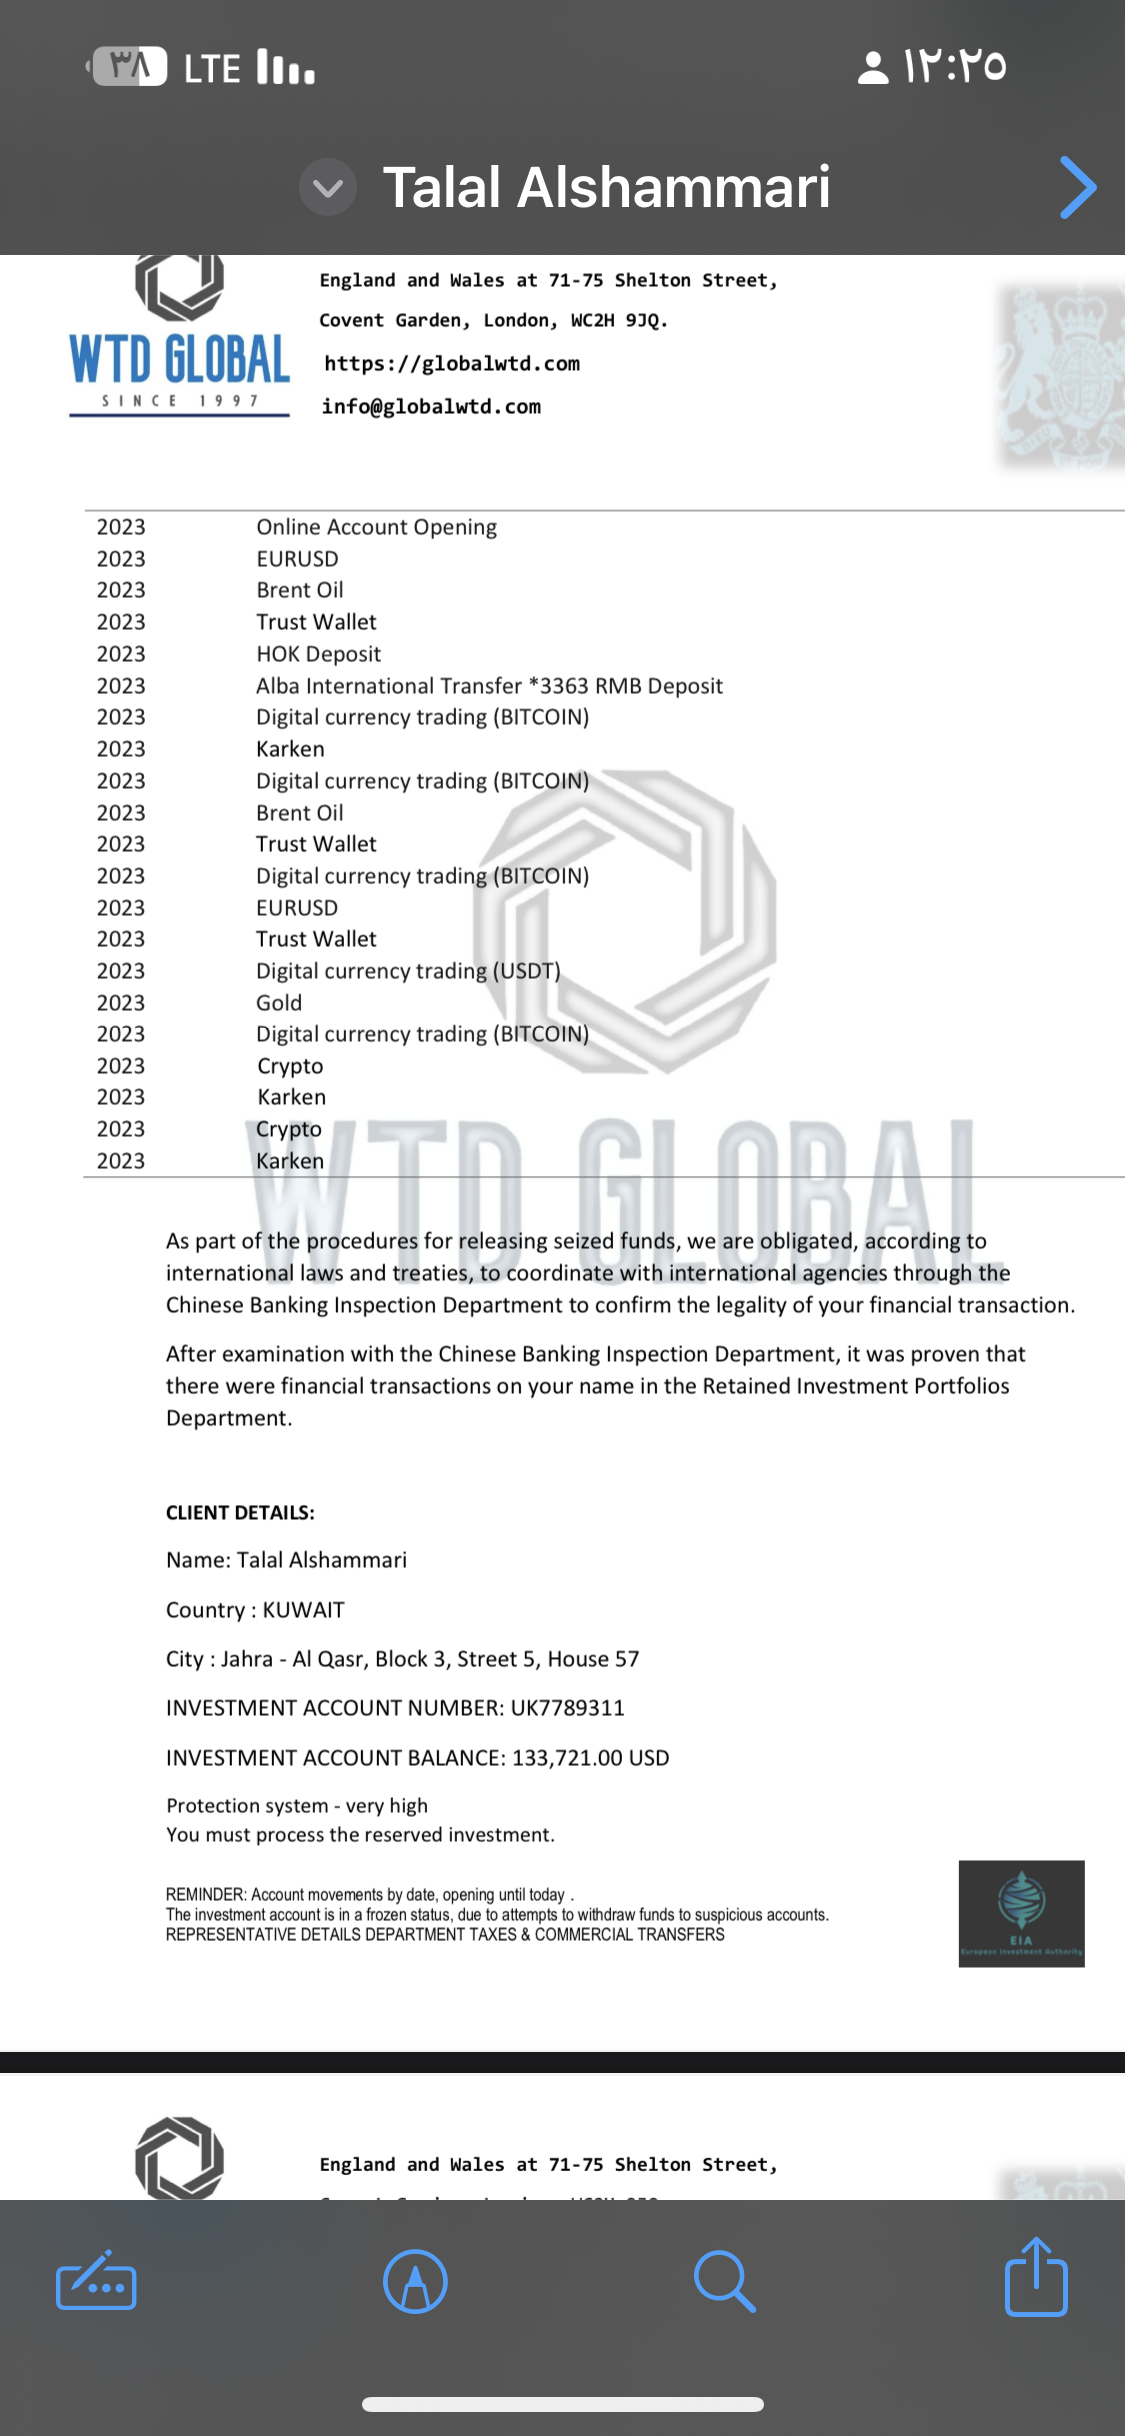 ٣٨ LTE
١٢:٢٥
Talal Alshammari
WTD GLOBAL
SINCE 1997
England and Wales at 71-75 Shelton Street,
Covent Garden, London, WC2H 9JQ.
https://globalwtd.com
info@globalwtd.com
2023 Online Account Opening
2023 EURUSD
2023 Brent Oil
2023 Trust Wallet
2023 HOK Deposit
2023 Alba International Transfer *3363 RMB Deposit
2023 Digital currency trading (BITCOIN)
2023 Karken
2023 Digital currency trading (BITCOIN)
2023 Brent Oil
2023 Trust Wallet
2023 Digital currency trading (BITCOIN)
2023 EURUSD
2023 Trust Wallet
2023 Digital currency trading (USDT)
2023 Gold
2023 Digital currency trading (BITCOIN)
2023 Crypto
2023 Karken
2023 Crypto
2023 Karken
WTD GLOBAL
As part of the procedures for releasing seized funds, we are obligated, according to
international laws and treaties, to coordinate with international agencies through the
Chinese Banking Inspection Department to confirm the legality of your financial transaction.
After examination with the Chinese Banking Inspection Department, it was proven that
there were financial transactions on your name in the Retained Investment Portfolios
Department.
CLIENT DETAILS:
Name: Talal Alshammari
Country : KUWAIT
City : Jahra - Al Qasr, Block 3, Street 5, House 57
INVESTMENT ACCOUNT NUMBER: UK7789311
INVESTMENT ACCOUNT BALANCE: 133,721.00 USD
Protection system - very high
You must process the reserved investment.
REMINDER: Account movements by date, opening until today .
The investment account is in a frozen status, due to attempts to withdraw funds to suspicious accounts.
REPRESENTATIVE DETAILS DEPARTMENT TAXES & COMMERCIAL TRANSFERS
EIA
European Investment Authority
England and Wales at 71-75 Shelton Street,